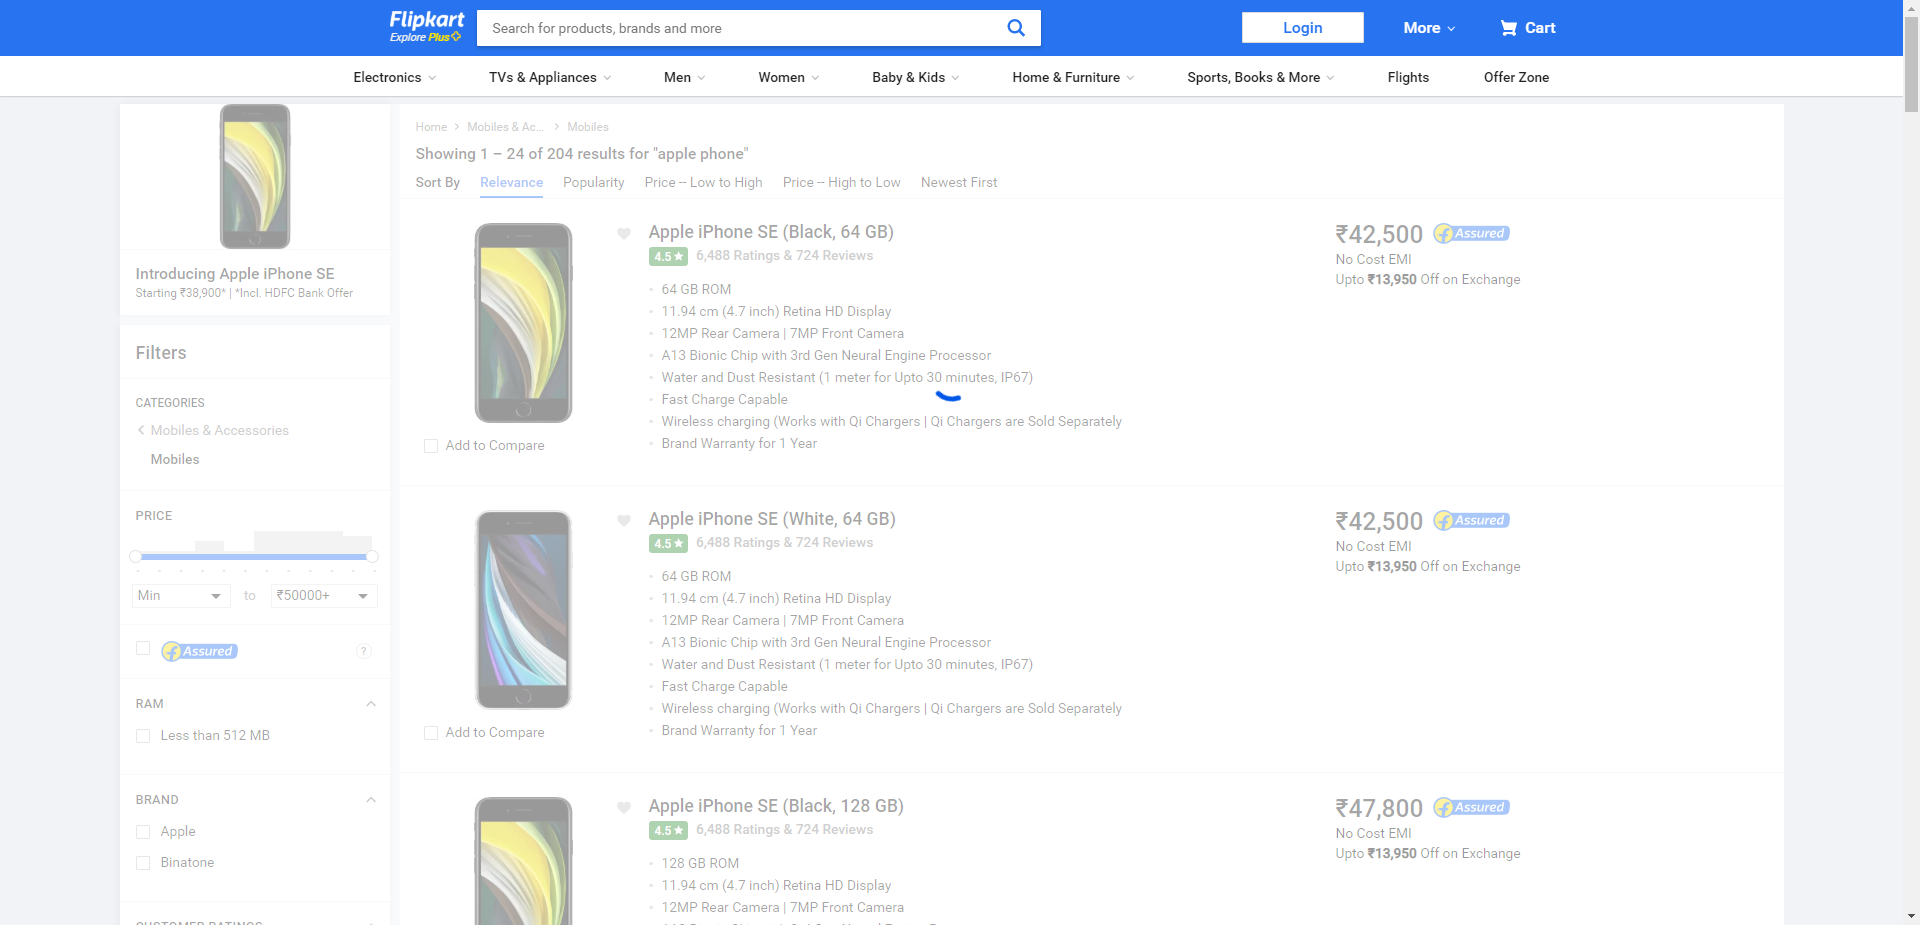 Flipkart
Explore Plus
Search for products, brands and more
Login
More
Cart
Electronics
TVs & Appliances
Men
Women
Baby & Kids
Home & Furniture
Sports, Books & More
Flights
Offer Zone
Introducing Apple iPhone SE
Starting ₹38,900* | *Incl. HDFC Bank Offer
Filters
CATEGORIES
Mobiles & Accessories
Mobiles
PRICE
Min
to
₹50000+
Assured
?
RAM
Less than 512 MB
BRAND
Apple
Binatone
CUSTOMER RATINGS
Home
Mobiles & Ac...
Mobiles
Showing 1 – 24 of 204 results for "apple phone"
Sort By
Relevance
Popularity
Price -- Low to High
Price -- High to Low
Newest First
Apple iPhone SE (Black, 64 GB)
4.5 6,488 Ratings & 724 Reviews
64 GB ROM
11.94 cm (4.7 inch) Retina HD Display
12MP Rear Camera | 7MP Front Camera
A13 Bionic Chip with 3rd Gen Neural Engine Processor
Water and Dust Resistant (1 meter for Upto 30 minutes, IP67)
Fast Charge Capable
Wireless charging (Works with Qi Chargers | Qi Chargers are Sold Separately
Brand Warranty for 1 Year
Add to Compare
₹42,500
Assured
No Cost EMI
Upto ₹13,950 Off on Exchange
Apple iPhone SE (White, 64 GB)
4.5 6,488 Ratings & 724 Reviews
64 GB ROM
11.94 cm (4.7 inch) Retina HD Display
12MP Rear Camera | 7MP Front Camera
A13 Bionic Chip with 3rd Gen Neural Engine Processor
Water and Dust Resistant (1 meter for Upto 30 minutes, IP67)
Fast Charge Capable
Wireless charging (Works with Qi Chargers | Qi Chargers are Sold Separately
Brand Warranty for 1 Year
Add to Compare
₹42,500
Assured
No Cost EMI
Upto ₹13,950 Off on Exchange
Apple iPhone SE (Black, 128 GB)
4.5 6,488 Ratings & 724 Reviews
128 GB ROM
11.94 cm (4.7 inch) Retina HD Display
12MP Rear Camera | 7MP Front Camera
₹47,800
Assured
No Cost EMI
Upto ₹13,950 Off on Exchange